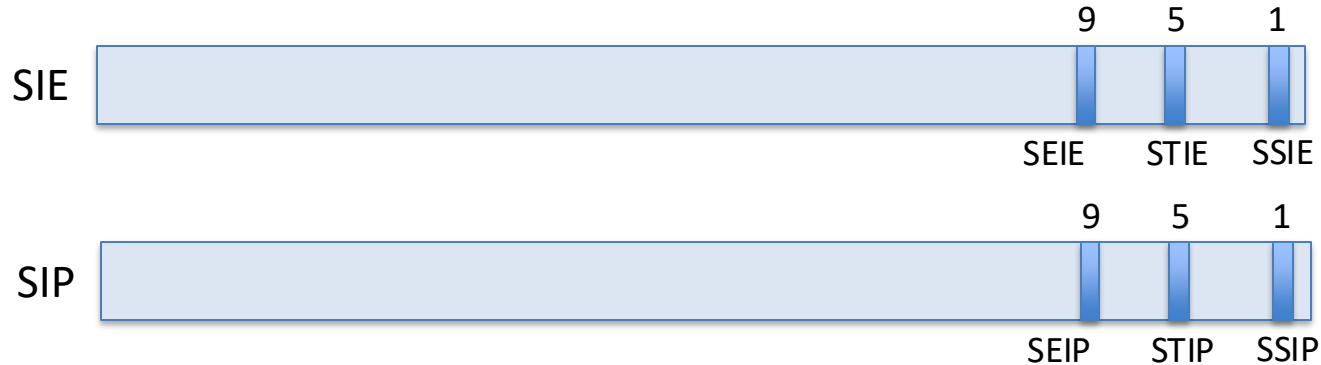 9 5 1
SIE
SEIE STIE SSIE
9 5 1
SIP
SEIP STIP SSIP